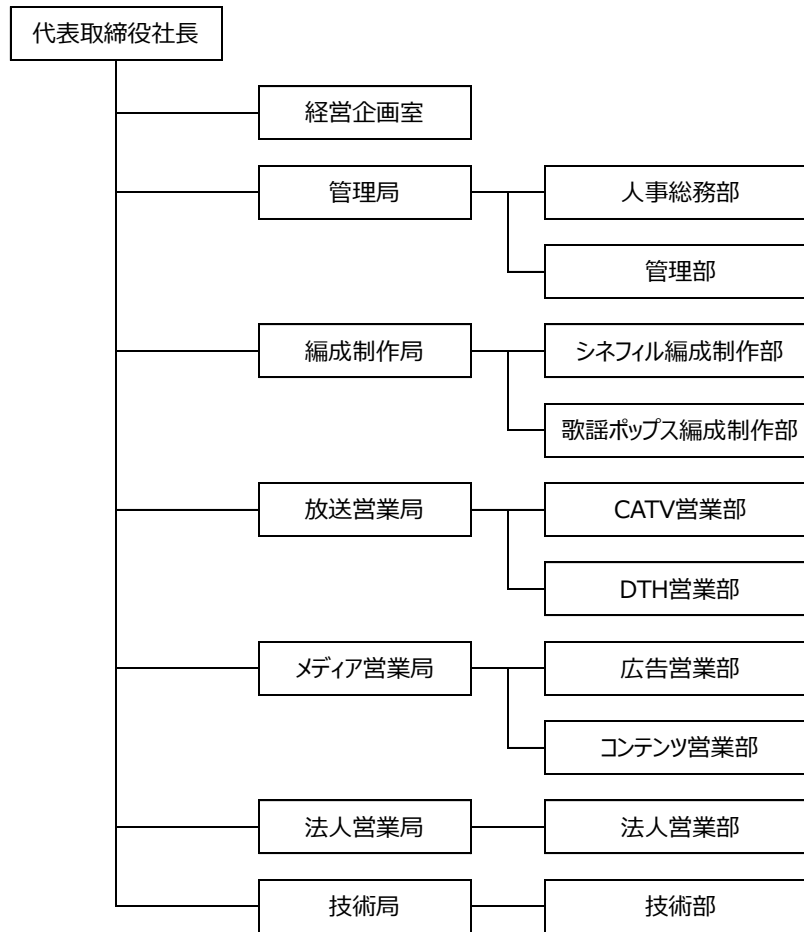 代表取締役社長
経営企画室
管理局
人事総務部
管理部
編成制作局
シネフィル編成制作部
歌謡ポップス編成制作部
放送営業局
CATV営業部
DTH営業部
メディア営業局
広告営業部
コンテンツ営業部
法人営業局
法人営業部
技術局
技術部